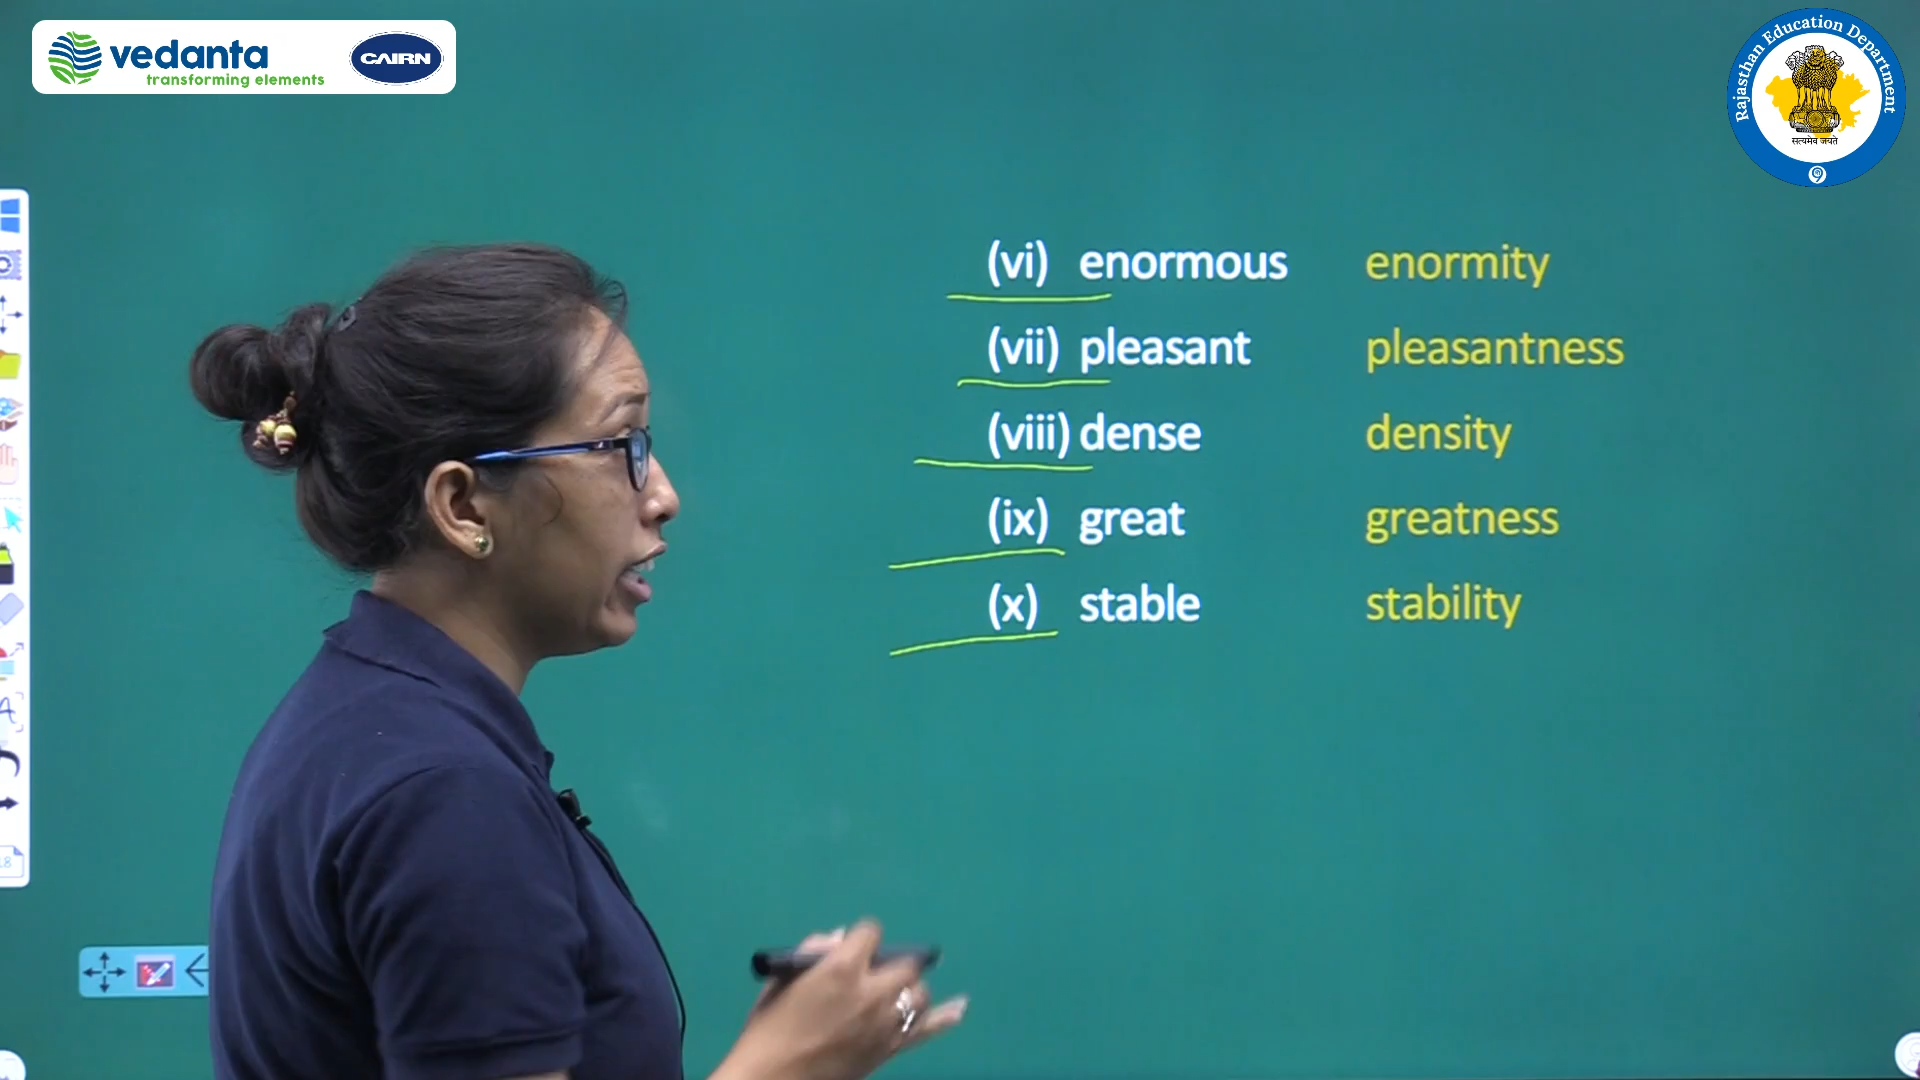 vedanta
transforming elements
CAIRN
Rajasthan Education Department
सत्यमेव जयते
(vi) enormous enormity
(vii) pleasant pleasantness
(viii) dense density
(ix) great greatness
(x) stable stability
A
18